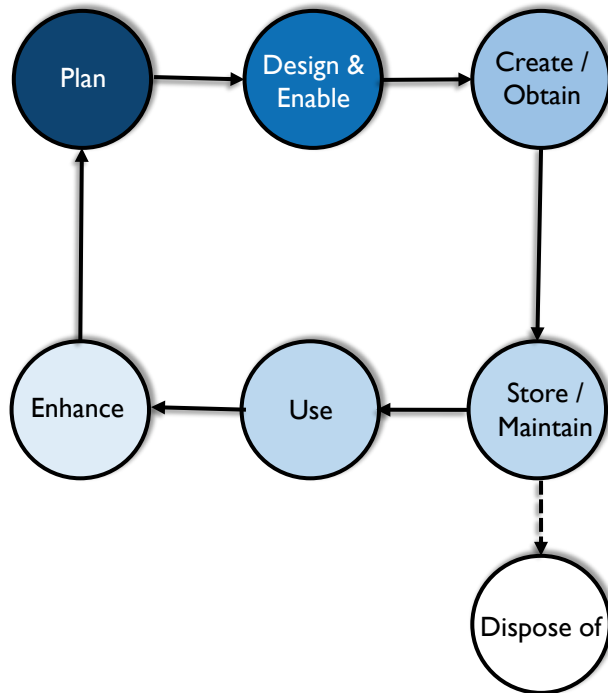 Plan
Design &
Enable
Create /
Obtain
Enhance
Use
Store /
Maintain
Dispose of